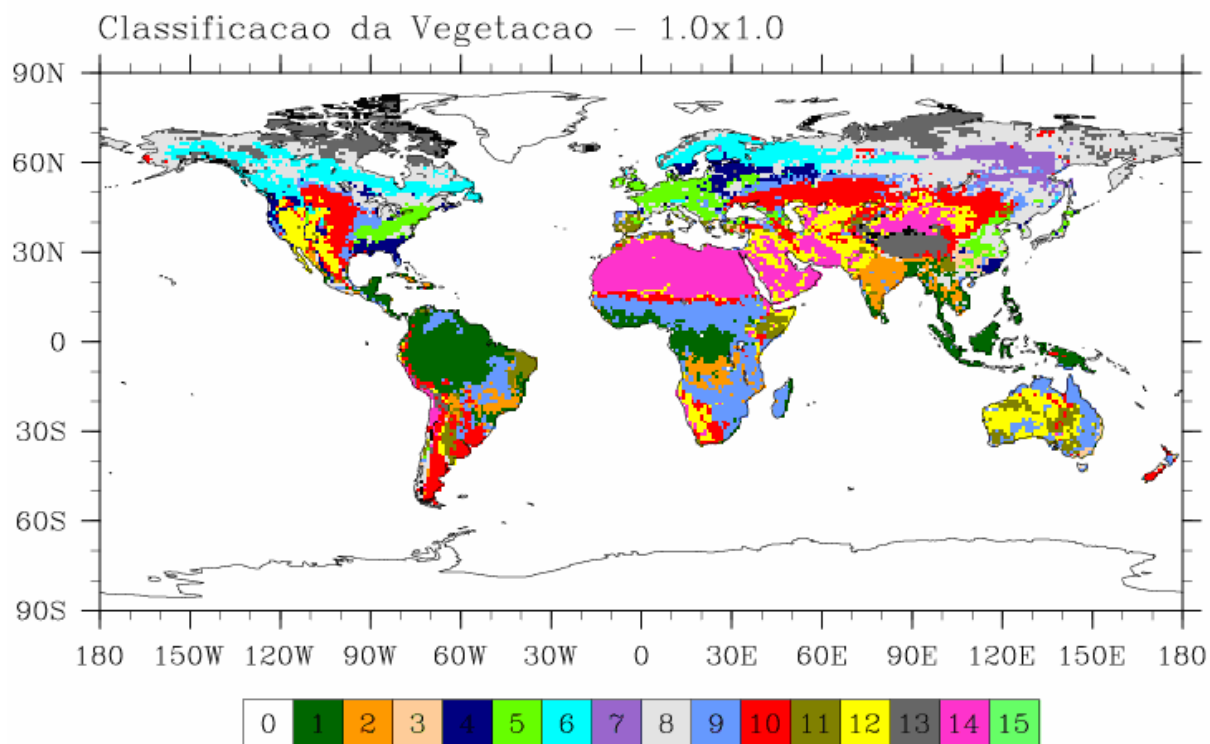 Classificacao da Vegetacao – 1.0x1.0
90N
60N
30N
0
30S
60S
90S
180 150W 120W 90W 60W 30W 0 30E 60E 90E 120E 150E 180
0 1 2 3 4 5 6 7 8 9 10 11 12 13 14 15